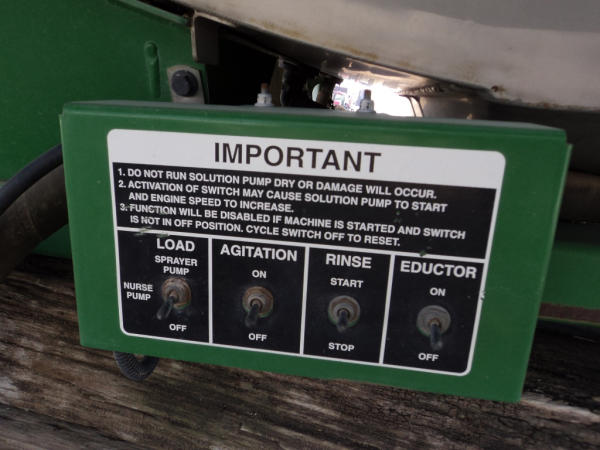 IMPORTANT
1. DO NOT RUN SOLUTION PUMP DRY OR DAMAGE WILL OCCUR.
2. ACTIVATION OF SWITCH MAY CAUSE SOLUTION PUMP TO START
AND ENGINE SPEED TO INCREASE.
3. FUNCTION WILL BE DISABLED IF MACHINE IS STARTED AND SWITCH
IS NOT IN OFF POSITION. CYCLE SWITCH OFF TO RESET.
LOAD
SPRAYER
PUMP
NURSE
PUMP
OFF
AGITATION
ON
OFF
RINSE
START
STOP
EDUCTOR
ON
OFF